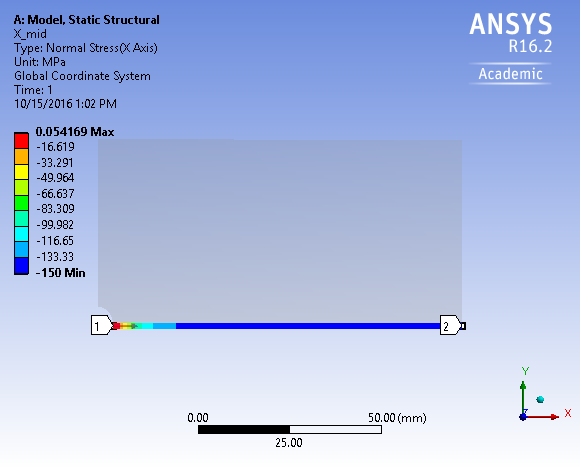 A: Model, Static Structural
X_mid
Type: Normal Stress(X Axis)
Unit: MPa
Global Coordinate System
Time: 1
10/15/2016 1:02 PM
ANSYS
R16.2
Academic
0.054169 Max
-16.619
-33.291
-49.964
-66.637
-83.309
-99.982
-116.65
-133.33
-150 Min
1
2
0.00
50.00 (mm)
25.00
Y
X